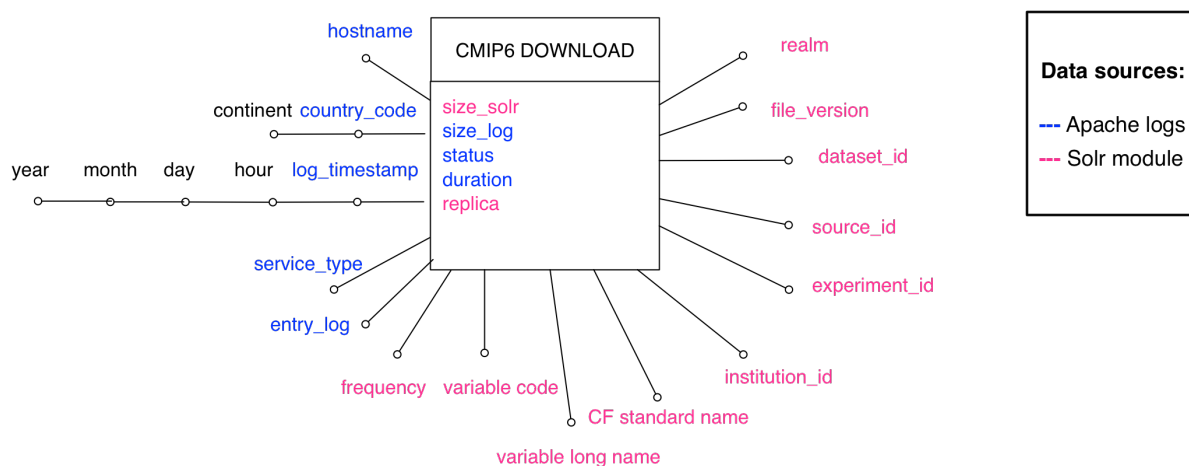 hostname
CMIP6 DOWNLOAD
realm
Data sources:
continent country_code
size_solr
file_version
size_log
--- Apache logs
status
dataset_id
--- Solr module
year month day hour log_timestamp
duration
replica
source_id
service_type
experiment_id
entry_log
frequency variable code
institution_id
CF standard name
variable long name